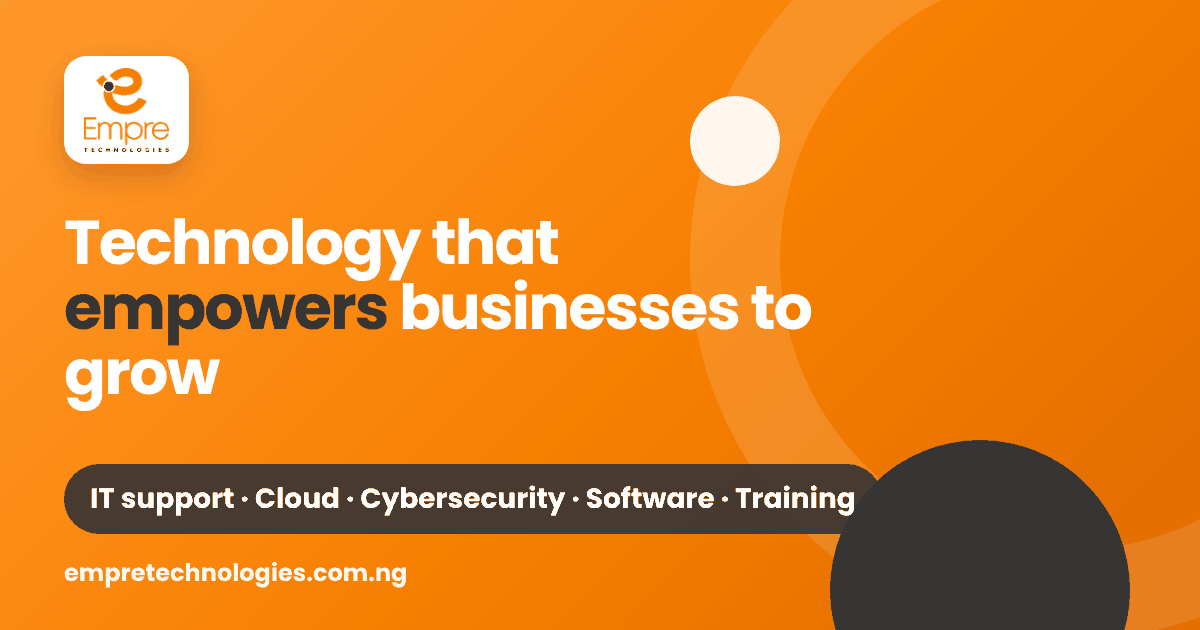 Empre
TECHNOLOGIES
Technology that
empowers businesses to
grow
IT support · Cloud · Cybersecurity · Software · Training
empretechnologies.com.ng